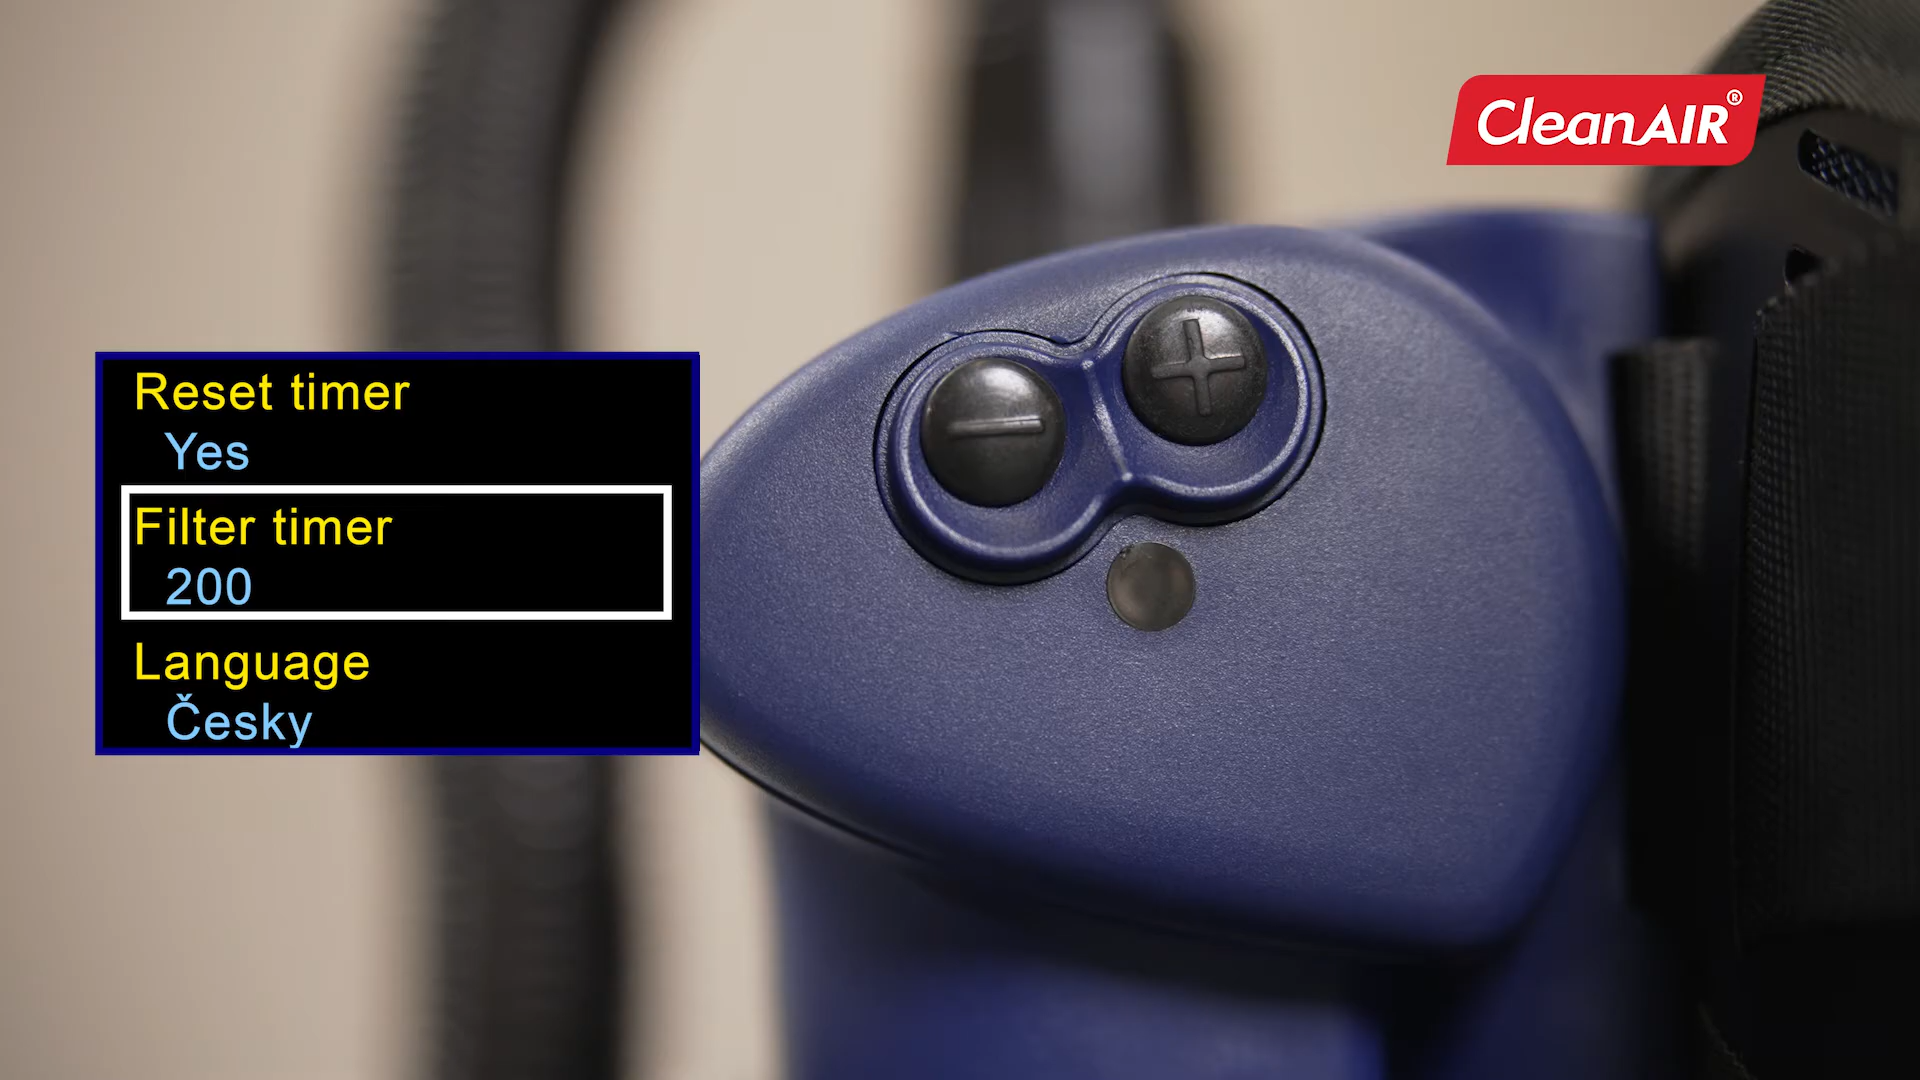 CleanAIR®
Reset timer
Yes
Filter timer
200
Language
Česky